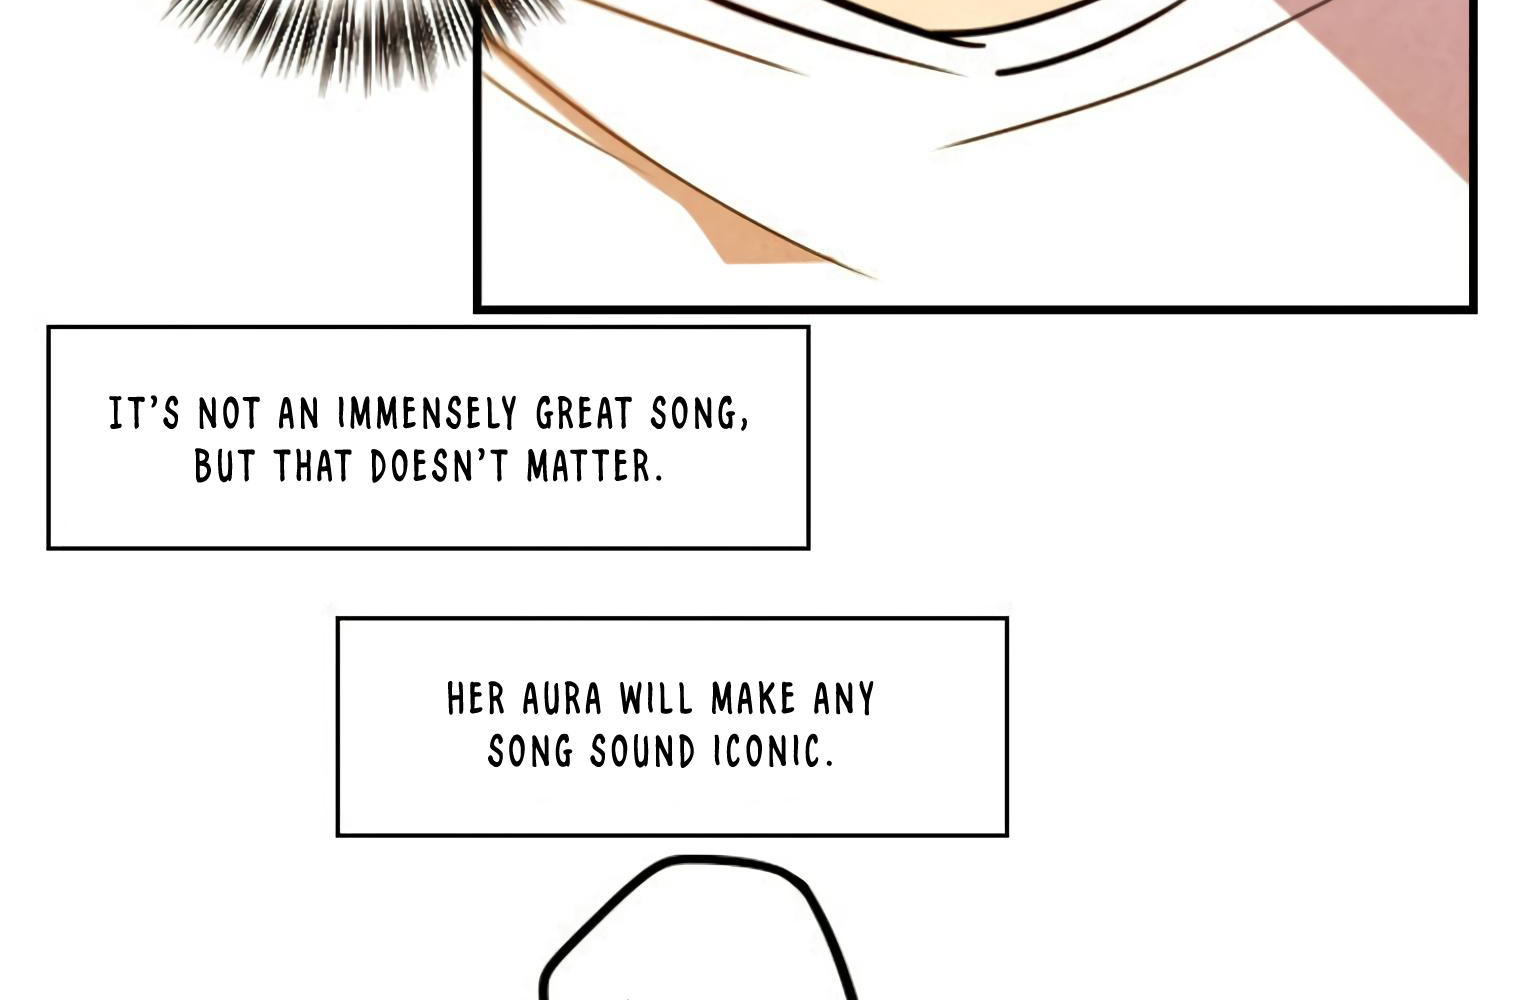 IT'S NOT AN IMMENSELY GREAT SONG,
BUT THAT DOESN'T MATTER.
HER AURA WILL MAKE ANY
SONG SOUND ICONIC.